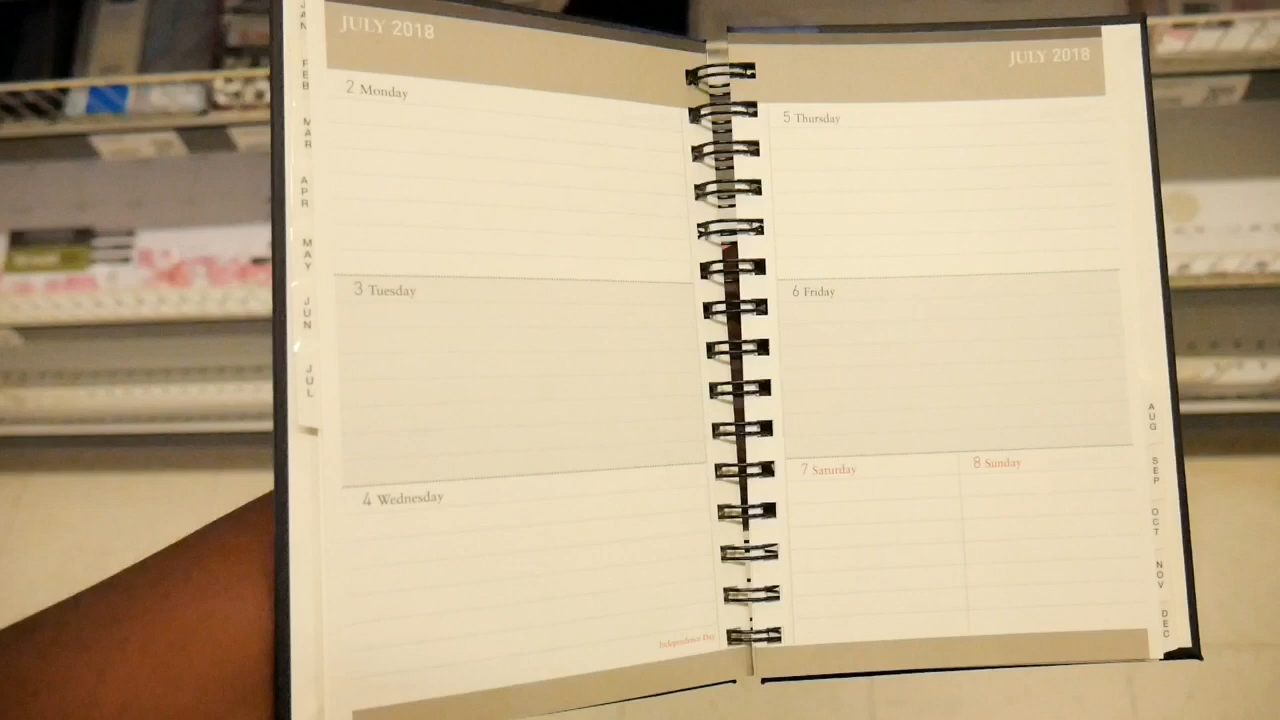 JAN
FEB
MAR
APR
MAY
JUN
JUL
JULY 2018
2 Monday
3 Tuesday
4 Wednesday
Independence Day
JULY 2018
5 Thursday
6 Friday
7 Saturday
8 Sunday
AUG
SEP
OCT
NOV
DEC